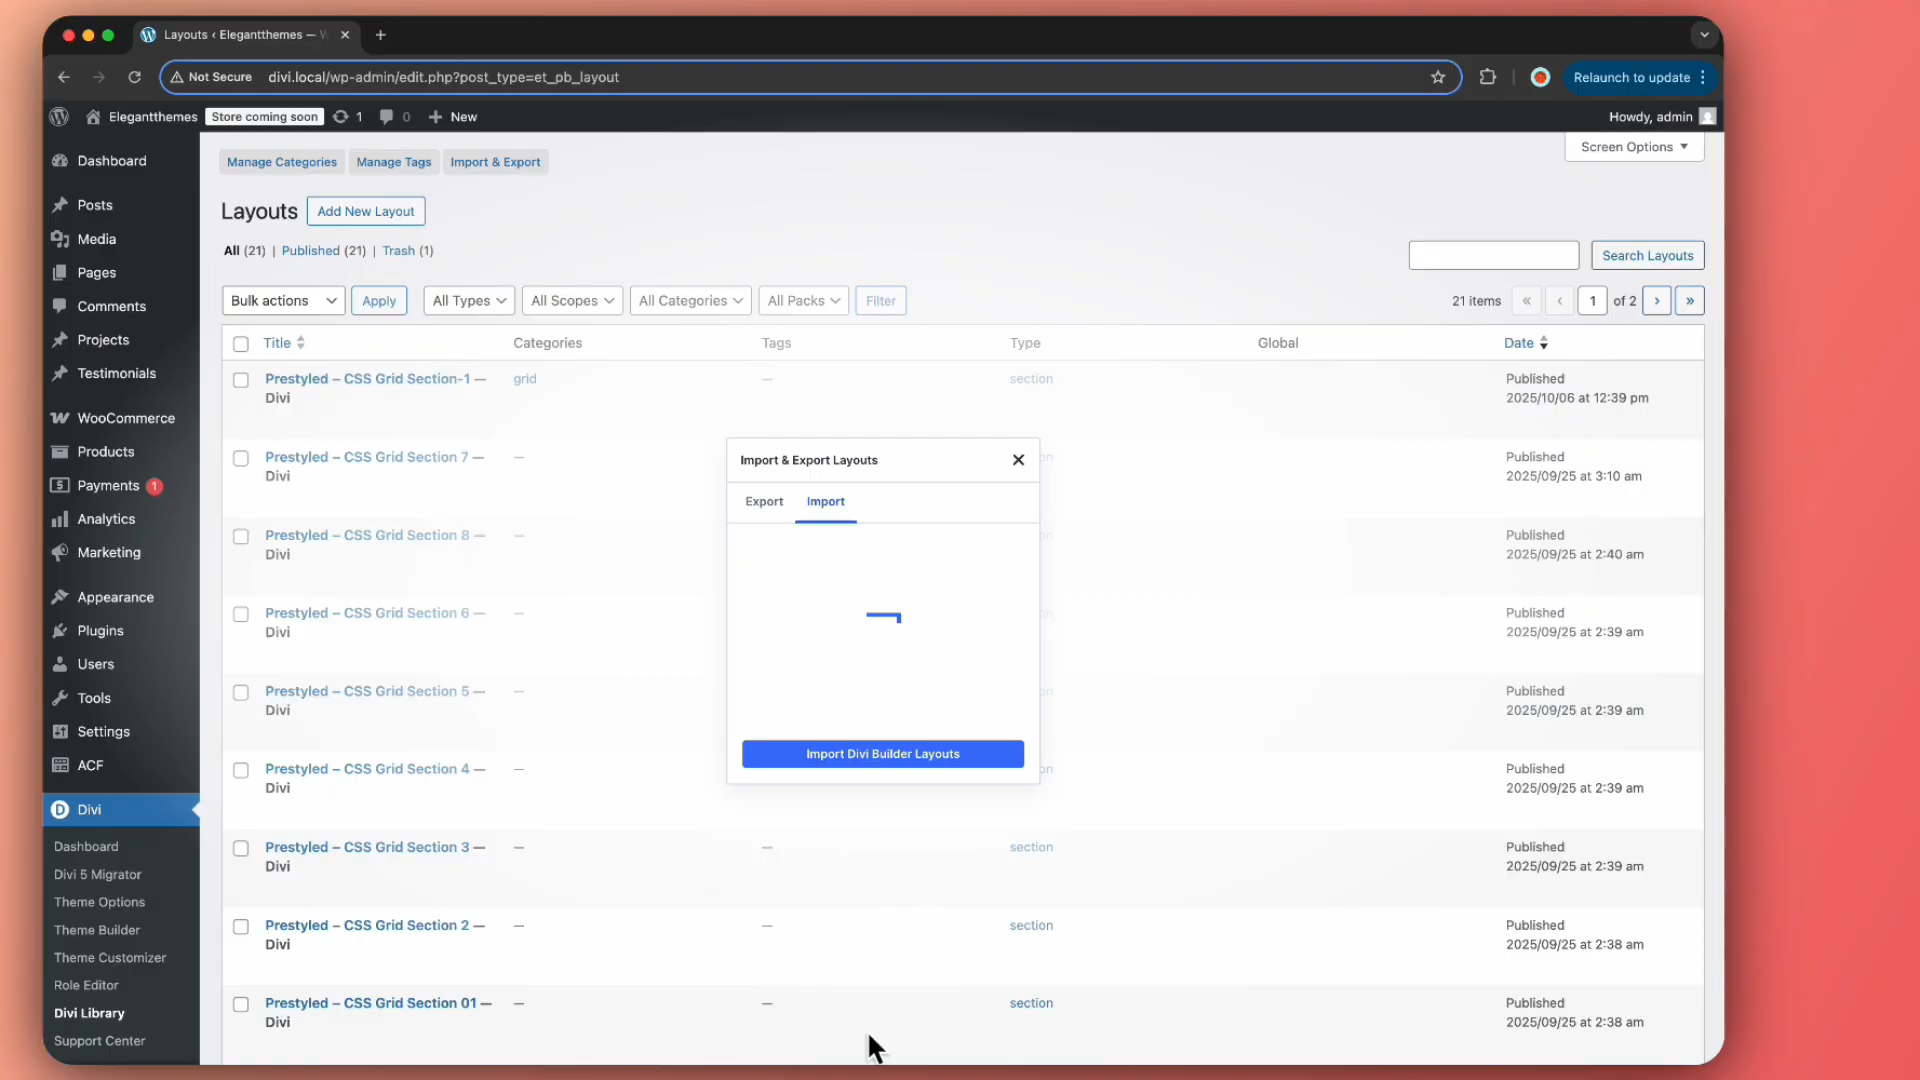 Layouts ‹ Elegantthemes —
Not Secure divi.local/wp-admin/edit.php?post_type=et_pb_layout
Relaunch to update
Elegantthemes Store coming soon 1 0 New
Howdy, admin
Dashboard
Posts
Media
Pages
Comments
Projects
Testimonials
WooCommerce
Products
Payments 1
Analytics
Marketing
Appearance
Plugins
Users
Tools
Settings
ACF
Divi
Dashboard
Divi 5 Migrator
Theme Options
Theme Builder
Theme Customizer
Role Editor
Divi Library
Support Center
Manage Categories Manage Tags Import & Export
Screen Options
Layouts Add New Layout
All (21) | Published (21) | Trash (1)
Search Layouts
Bulk actions Apply All Types All Scopes All Categories All Packs Filter
21 items « ‹ 1 of 2 › »
Title Categories Tags Type Global Date
Prestyled – CSS Grid Section-1 — grid — section Published
Divi 2025/10/06 at 12:39 pm
Prestyled – CSS Grid Section 7 — — Published
Divi 2025/09/25 at 3:10 am
Prestyled – CSS Grid Section 8 — — Published
Divi 2025/09/25 at 2:40 am
Prestyled – CSS Grid Section 6 — — Published
Divi 2025/09/25 at 2:39 am
Prestyled – CSS Grid Section 5 — — Published
Divi 2025/09/25 at 2:39 am
Prestyled – CSS Grid Section 4 — — Published
Divi 2025/09/25 at 2:39 am
Prestyled – CSS Grid Section 3 — — — section Published
Divi 2025/09/25 at 2:39 am
Prestyled – CSS Grid Section 2 — — — section Published
Divi 2025/09/25 at 2:38 am
Prestyled – CSS Grid Section 01 — — — section Published
Divi 2025/09/25 at 2:38 am
Import & Export Layouts
Export Import
Import Divi Builder Layouts